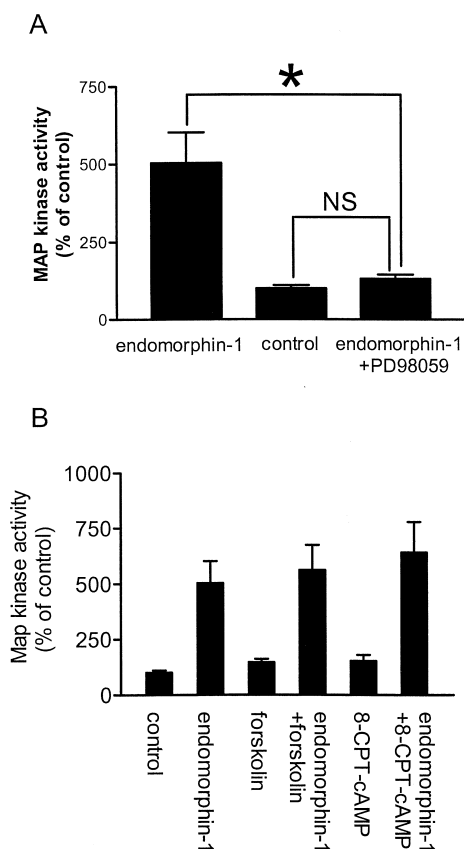 A
MAP kinase activity
(% of control)
750
500
250
0
*
NS
endomorphin-1
control
endomorphin-1
+PD98059
B
Map kinase activity
(% of control)
1000
750
500
250
0
control
endomorphin-1
forskolin
endomorphin-1
+forskolin
8-CPT-cAMP
endomorphin-1
+8-CPT-cAMP